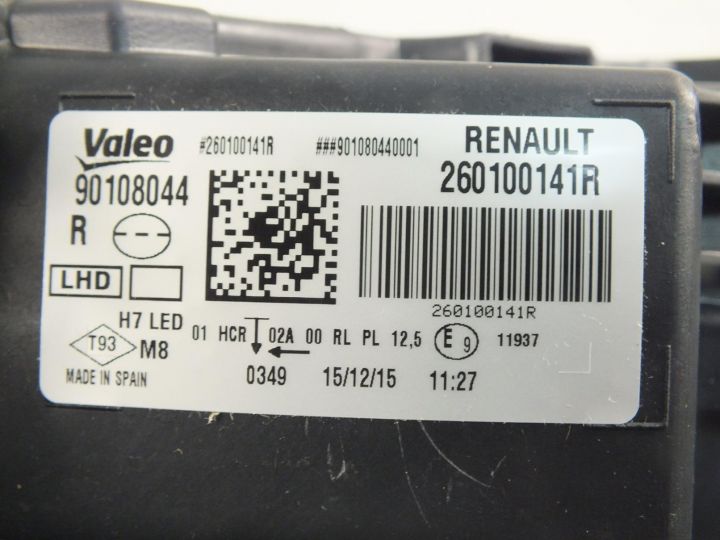 Valeo #260100141R ###901080440001 RENAULT
90108044 260100141R
R
LHD
260100141R
H7 LED 01 HCR 02A 00 RL PL 12,5 E9 11937
T93 M8
MADE IN SPAIN 0349 15/12/15 11:27